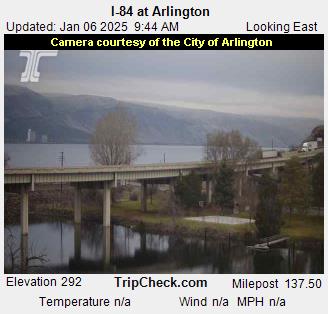 I-84 at Arlington
Updated: Jan 06 2025 9:44 AM Looking East
Camera courtesy of the City of Arlington
Elevation 292 TripCheck.com Milepost 137.50
Temperature n/a Wind n/a MPH n/a